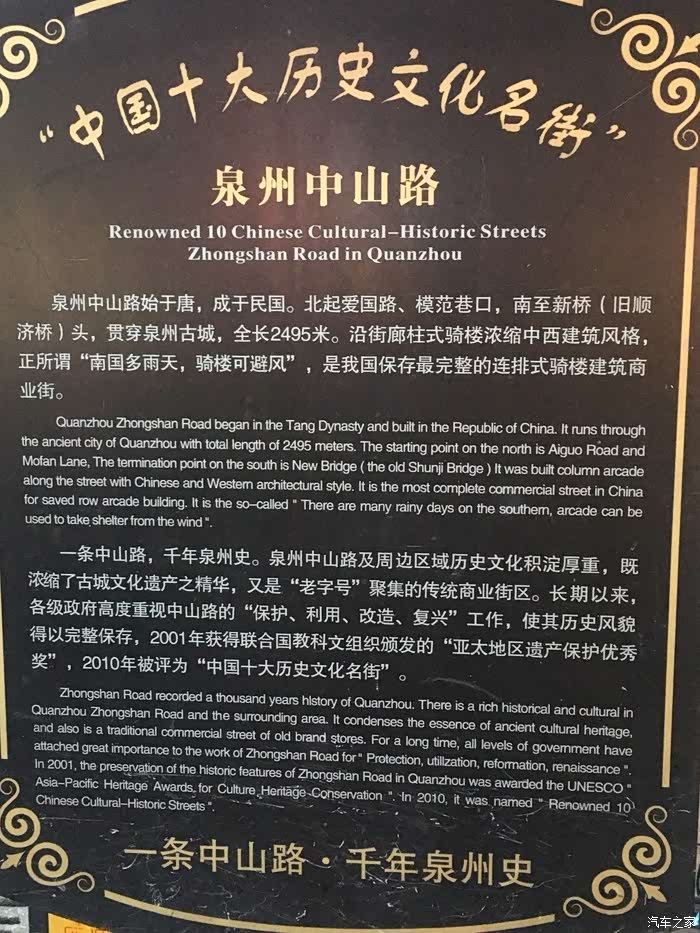 “中国十大历史文化名街”
泉州中山路
Renowned 10 Chinese Cultural-Historic Streets
Zhongshan Road in Quanzhou
泉州中山路始于唐，成于民国。北起爱国路、模范巷口，南至新桥（旧顺
济桥）头，贯穿泉州古城，全长2495米。沿街廊柱式骑楼浓缩中西建筑风格，
正所谓“南国多雨天，骑楼可避风”，是我国保存最完整的连排式骑楼建筑商
业街。
Quanzhou Zhongshan Road began in the Tang Dynasty and built in the Republic of China. It runs through
the ancient city of Quanzhou with total length of 2495 meters. The starting point on the north is Aiguo Road and
Mofan Lane, The termination point on the south is New Bridge ( the old Shunji Bridge ) It was built column arcade
along the street with Chinese and Western architectural style. It is the most complete commercial street in China
for saved row arcade building. It is the so-called " There are many rainy days on the southern, arcade can be
used to take shelter from the wind ".
一条中山路，千年泉州史。泉州中山路及周边区域历史文化积淀厚重，既
浓缩了古城文化遗产之精华，又是“老字号”聚集的传统商业街区。长期以来，
各级政府高度重视中山路的“保护、利用、改造、复兴”工作，使其历史风貌
得以完整保存，2001年获得联合国教科文组织颁发的“亚太地区遗产保护优秀
奖”，2010年被评为“中国十大历史文化名街”。
Zhongshan Road recorded a thousand years history of Quanzhou. There is a rich historical and cultural in
Quanzhou Zhongshan Road and the surrounding area. It condenses the essence of ancient cultural heritage,
and also is a traditional commercial street of old brand stores. For a long time, all levels of government have
attached great importance to the work of Zhongshan Road for " Protection, utilization, reformation, renaissance ".
In 2001, the preservation of the historic features of Zhongshan Road in Quanzhou was awarded the UNESCO "
Asia-Pacific Heritage Awards for Culture Heritage Conservation ". In 2010, it was named " Renowned 10
Chinese Cultural-Historic Streets ".
一条中山路·千年泉州史
汽车之家